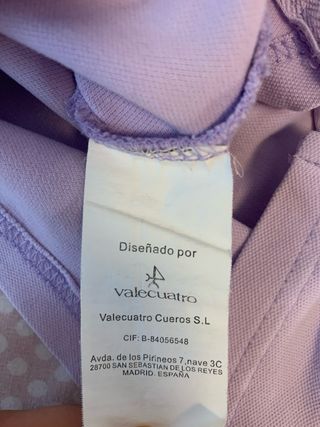 Diseñado por
valecuatro
Valecuatro Cueros S.L
CIF: B-84056548
Avda. de los Pirineos 7,nave 3C
28700 SAN SEBASTIAN DE LOS REYES
MADRID. ESPAÑA